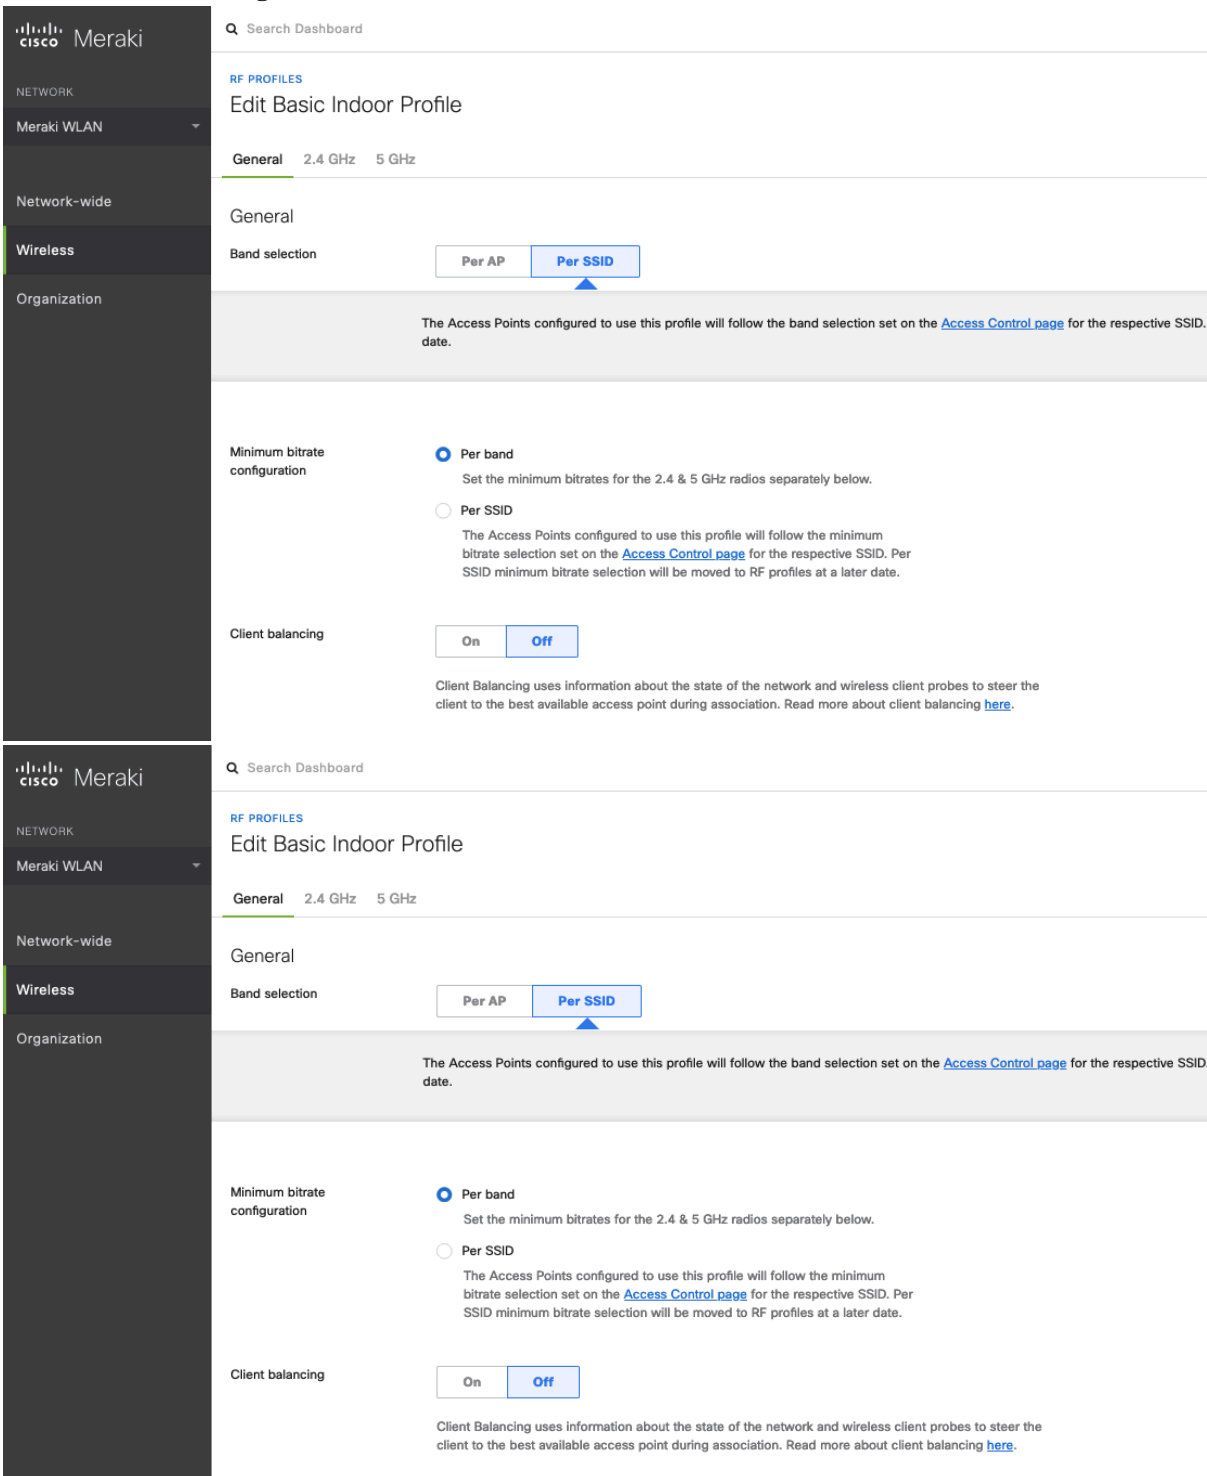 cisco Meraki
Search Dashboard
NETWORK
Meraki WLAN
Network-wide
Wireless
Organization
RF PROFILES
Edit Basic Indoor Profile
General 2.4 GHz 5 GHz
General
Band selection
Per AP Per SSID
The Access Points configured to use this profile will follow the band selection set on the Access Control page for the respective SSID.
date.
Minimum bitrate
configuration
Per band
Set the minimum bitrates for the 2.4 & 5 GHz radios separately below.
Per SSID
The Access Points configured to use this profile will follow the minimum
bitrate selection set on the Access Control page for the respective SSID. Per
SSID minimum bitrate selection will be moved to RF profiles at a later date.
Client balancing
On Off
Client Balancing uses information about the state of the network and wireless client probes to steer the
client to the best available access point during association. Read more about client balancing here.
cisco Meraki
Search Dashboard
NETWORK
Meraki WLAN
Network-wide
Wireless
Organization
RF PROFILES
Edit Basic Indoor Profile
General 2.4 GHz 5 GHz
General
Band selection
Per AP Per SSID
The Access Points configured to use this profile will follow the band selection set on the Access Control page for the respective SSID.
date.
Minimum bitrate
configuration
Per band
Set the minimum bitrates for the 2.4 & 5 GHz radios separately below.
Per SSID
The Access Points configured to use this profile will follow the minimum
bitrate selection set on the Access Control page for the respective SSID. Per
SSID minimum bitrate selection will be moved to RF profiles at a later date.
Client balancing
On Off
Client Balancing uses information about the state of the network and wireless client probes to steer the
client to the best available access point during association. Read more about client balancing here.